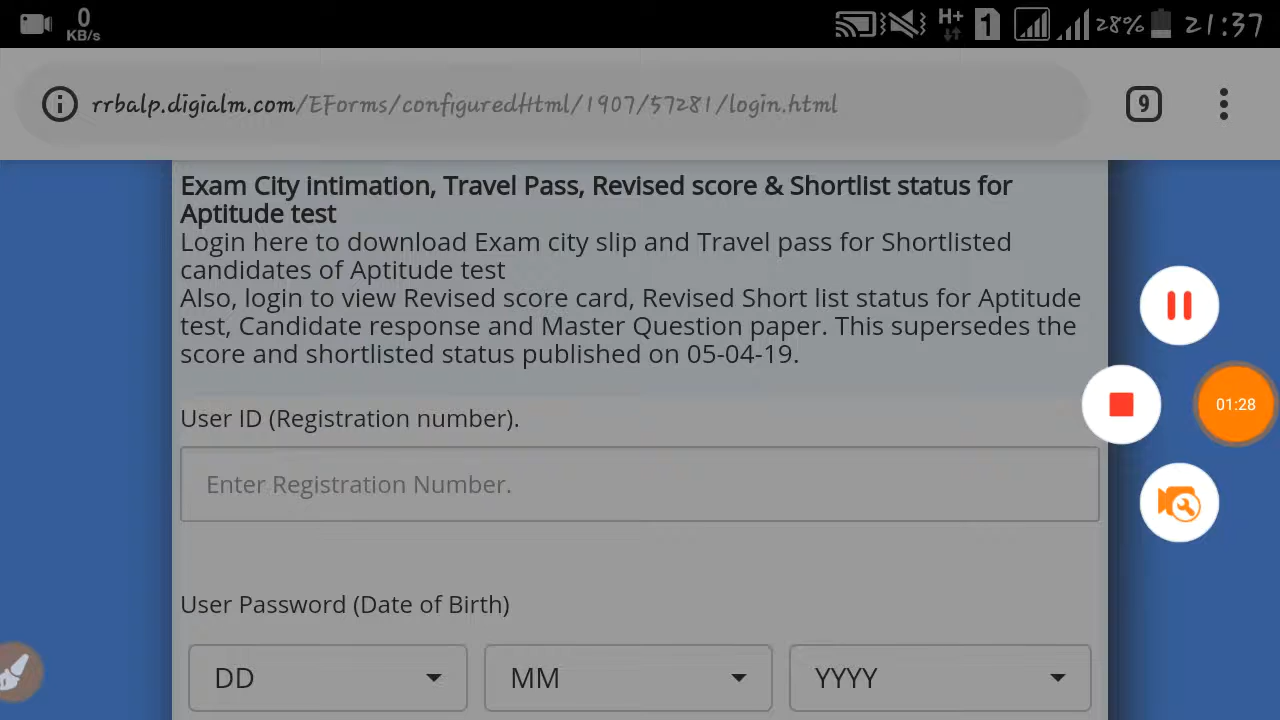 0
KB/s
H+
1
28%
21:37
rrbalp.digialm.com/EForms/configuredHtml/1907/57281/login.html
9
Exam City intimation, Travel Pass, Revised score & Shortlist status for
Aptitude test
Login here to download Exam city slip and Travel pass for Shortlisted
candidates of Aptitude test
Also, login to view Revised score card, Revised Short list status for Aptitude
test, Candidate response and Master Question paper. This supersedes the
score and shortlisted status published on 05-04-19.
01:28
User ID (Registration number).
Enter Registration Number.
User Password (Date of Birth)
DD
MM
YYYY